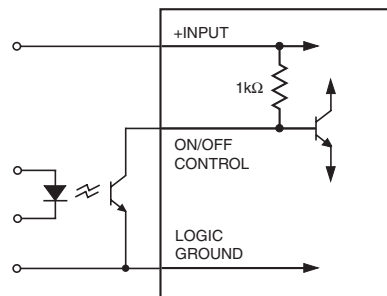 +INPUT
1kΩ
ON/OFF
CONTROL
LOGIC
GROUND